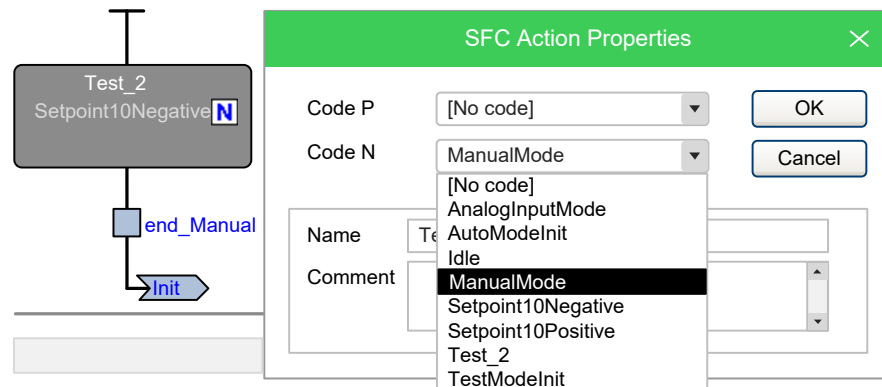 Test_2
Setpoint10Negative N
end_Manual
Init
SFC Action Properties
Code P [No code] OK
Code N ManualMode Cancel
[No code]
AnalogInputMode
AutoModeInit
Idle
ManualMode
Setpoint10Negative
Setpoint10Positive
Test_2
TestModeInit
Name
Comment